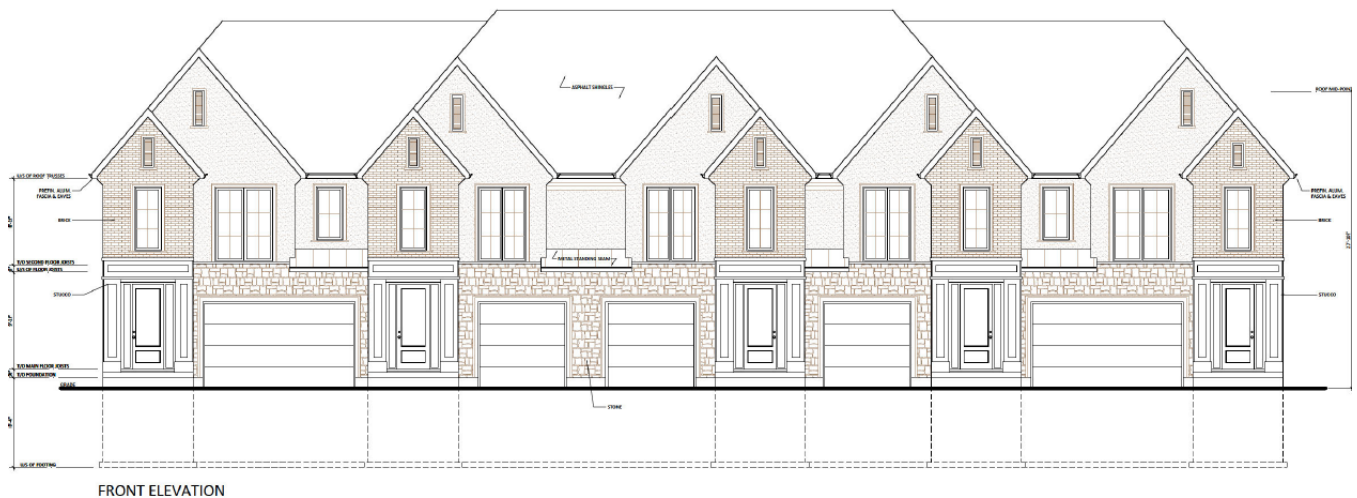 ASPHALT SHINGLES
ROOF MID-POINT
U/S OF ROOF TRUSSES
PREFIN. ALUM.
FASCIA & EAVES
PREFIN. ALUM.
FASCIA & EAVES
BRICK
BRICK
T/O SECOND FLOOR JOISTS
U/S OF FLOOR JOISTS
METAL STANDING SEAM
STUCCO
STUCCO
T/O MAIN FLOOR JOISTS
T/O FOUNDATION
GRADE
STONE
U/S OF FOOTING
FRONT ELEVATION